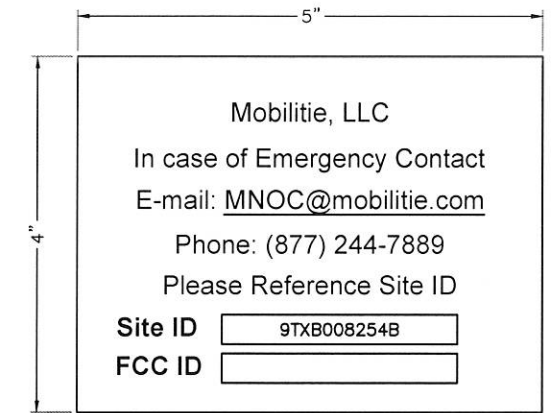 5"
4"
Mobilitie, LLC
In case of Emergency Contact
E-mail: MNOC@mobilitie.com
Phone: (877) 244-7889
Please Reference Site ID
Site ID 9TXB008254B
FCC ID